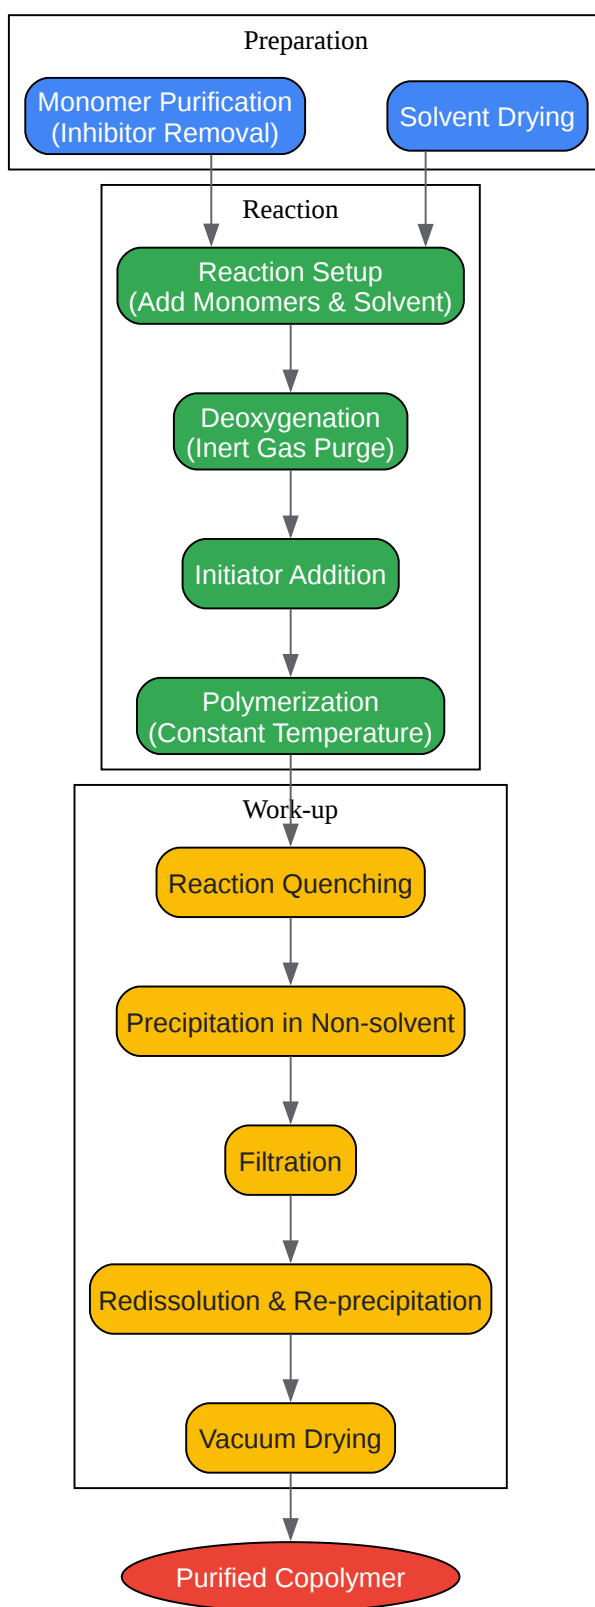 Preparation
Monomer Purification
(Inhibitor Removal)
Solvent Drying
Reaction
Reaction Setup
(Add Monomers & Solvent)
Deoxygenation
(Inert Gas Purge)
Initiator Addition
Polymerization
(Constant Temperature)
Work-up
Reaction Quenching
Precipitation in Non-solvent
Filtration
Redissolution & Re-precipitation
Vacuum Drying
Purified Copolymer